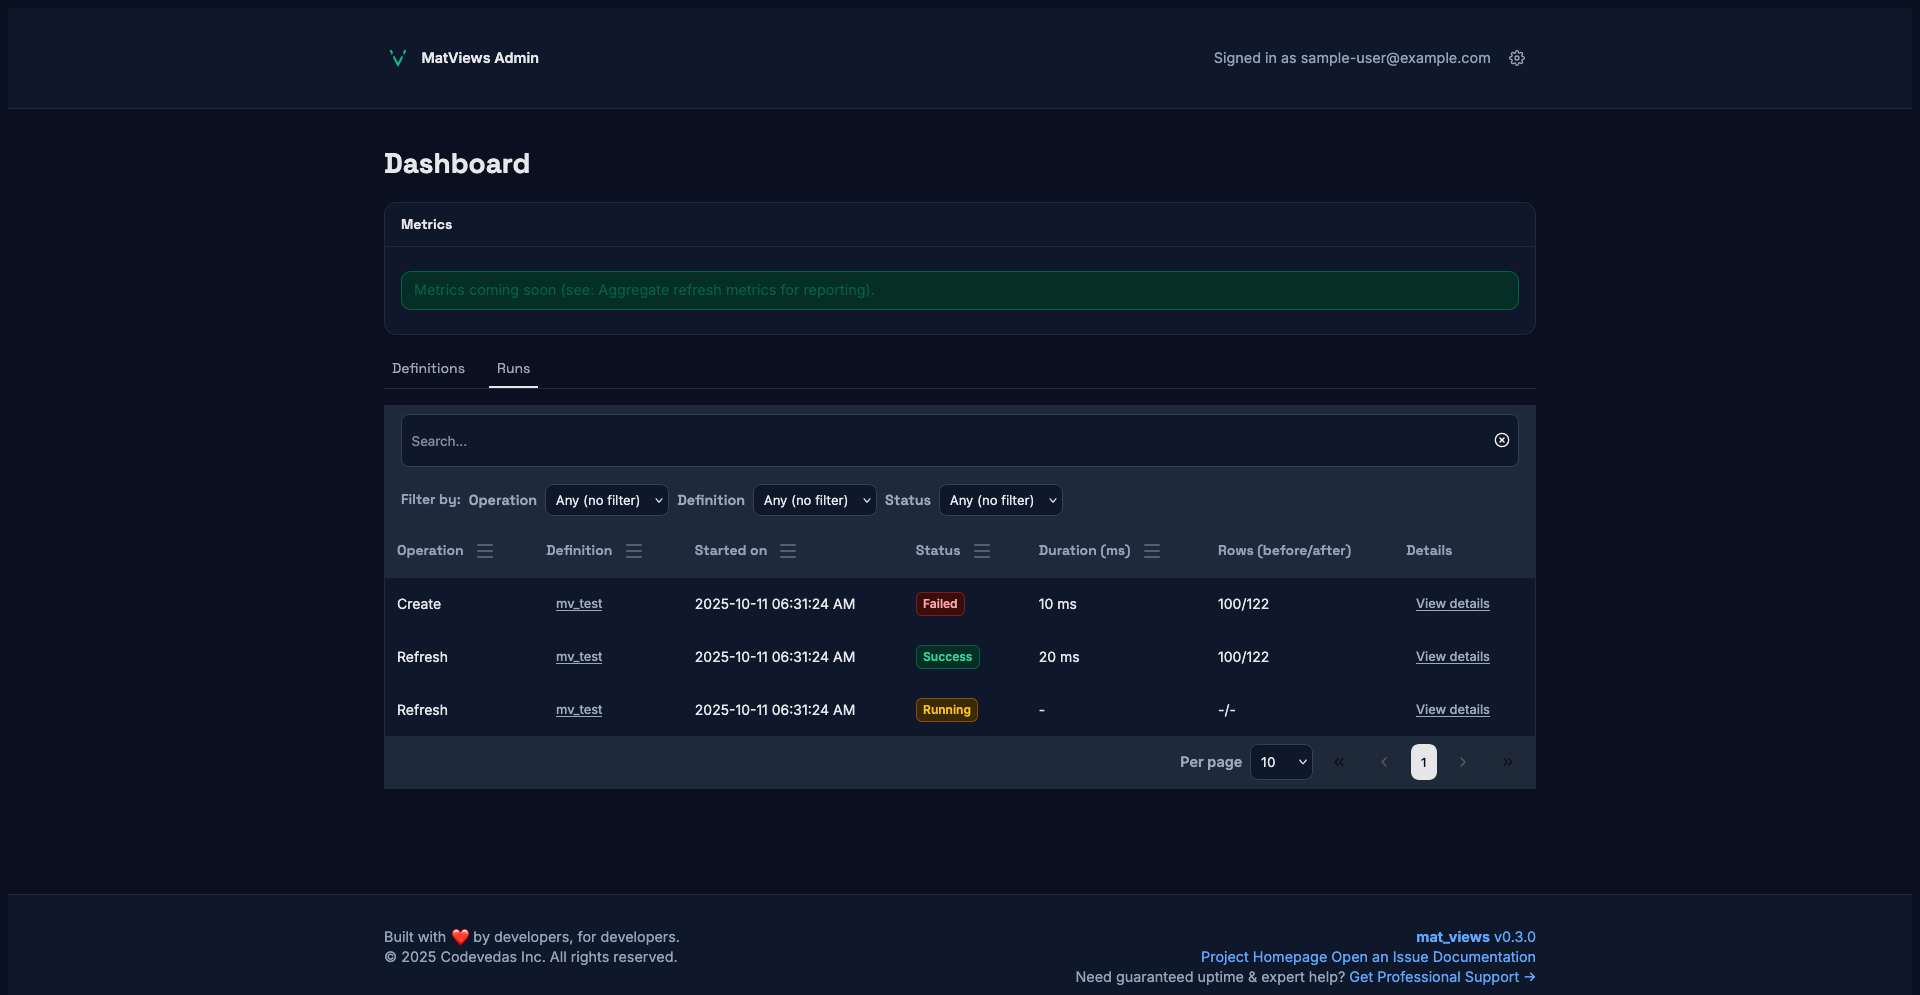 MatViews Admin
Signed in as sample-user@example.com
Dashboard
Metrics
Metrics coming soon (see: Aggregate refresh metrics for reporting).
Definitions Runs
Search...
Filter by: Operation Any (no filter) Definition Any (no filter) Status Any (no filter)
Operation Definition Started on Status Duration (ms) Rows (before/after) Details
Create mv_test 2025-10-11 06:31:24 AM Failed 10 ms 100/122 View details
Refresh mv_test 2025-10-11 06:31:24 AM Success 20 ms 100/122 View details
Refresh mv_test 2025-10-11 06:31:24 AM Running - -/- View details
Per page 10 « ‹ 1 › »
Built with ❤️ by developers, for developers.
© 2025 Codevedas Inc. All rights reserved.
mat_views v0.3.0
Project Homepage Open an Issue Documentation
Need guaranteed uptime & expert help? Get Professional Support →